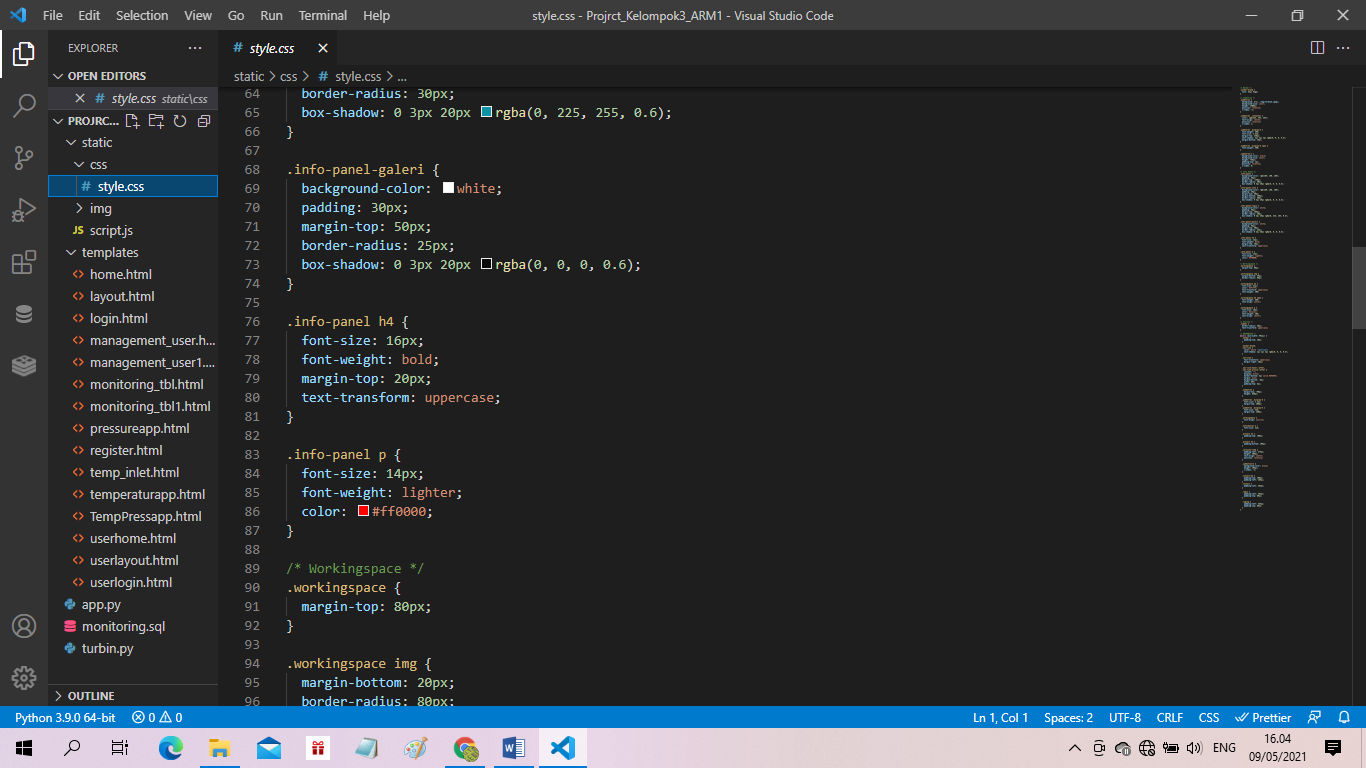 File Edit Selection View Go Run Terminal Help style.css - Projrct_Kelompok3_ARM1 - Visual Studio Code
EXPLORER
OPEN EDITORS
style.css static\css
PROJRC...
static
css
style.css
img
script.js
templates
home.html
layout.html
login.html
management_user.h...
management_user1....
monitoring_tbl.html
monitoring_tbl1.html
pressureapp.html
register.html
temp_inlet.html
temperaturapp.html
TempPressapp.html
userhome.html
userlayout.html
userlogin.html
app.py
monitoring.sql
turbin.py
OUTLINE
style.css
static > css > # style.css > ...
64 border-radius: 30px;
65 box-shadow: 0 3px 20px rgba(0, 225, 255, 0.6);
66 }
67
68 .info-panel-galeri {
69 background-color: white;
70 padding: 30px;
71 margin-top: 50px;
72 border-radius: 25px;
73 box-shadow: 0 3px 20px rgba(0, 0, 0, 0.6);
74 }
75
76 .info-panel h4 {
77 font-size: 16px;
78 font-weight: bold;
79 margin-top: 20px;
80 text-transform: uppercase;
81 }
82
83 .info-panel p {
84 font-size: 14px;
85 font-weight: lighter;
86 color: #ff0000;
87 }
88
89 /* Workingspace */
90 .workingspace {
91 margin-top: 80px;
92 }
93
94 .workingspace img {
95 margin-bottom: 20px;
96 border-radius: 80px;
Python 3.9.0 64-bit 0 0 Ln 1, Col 1 Spaces: 2 UTF-8 CRLF CSS Prettier
ENG
16.04
09/05/2021